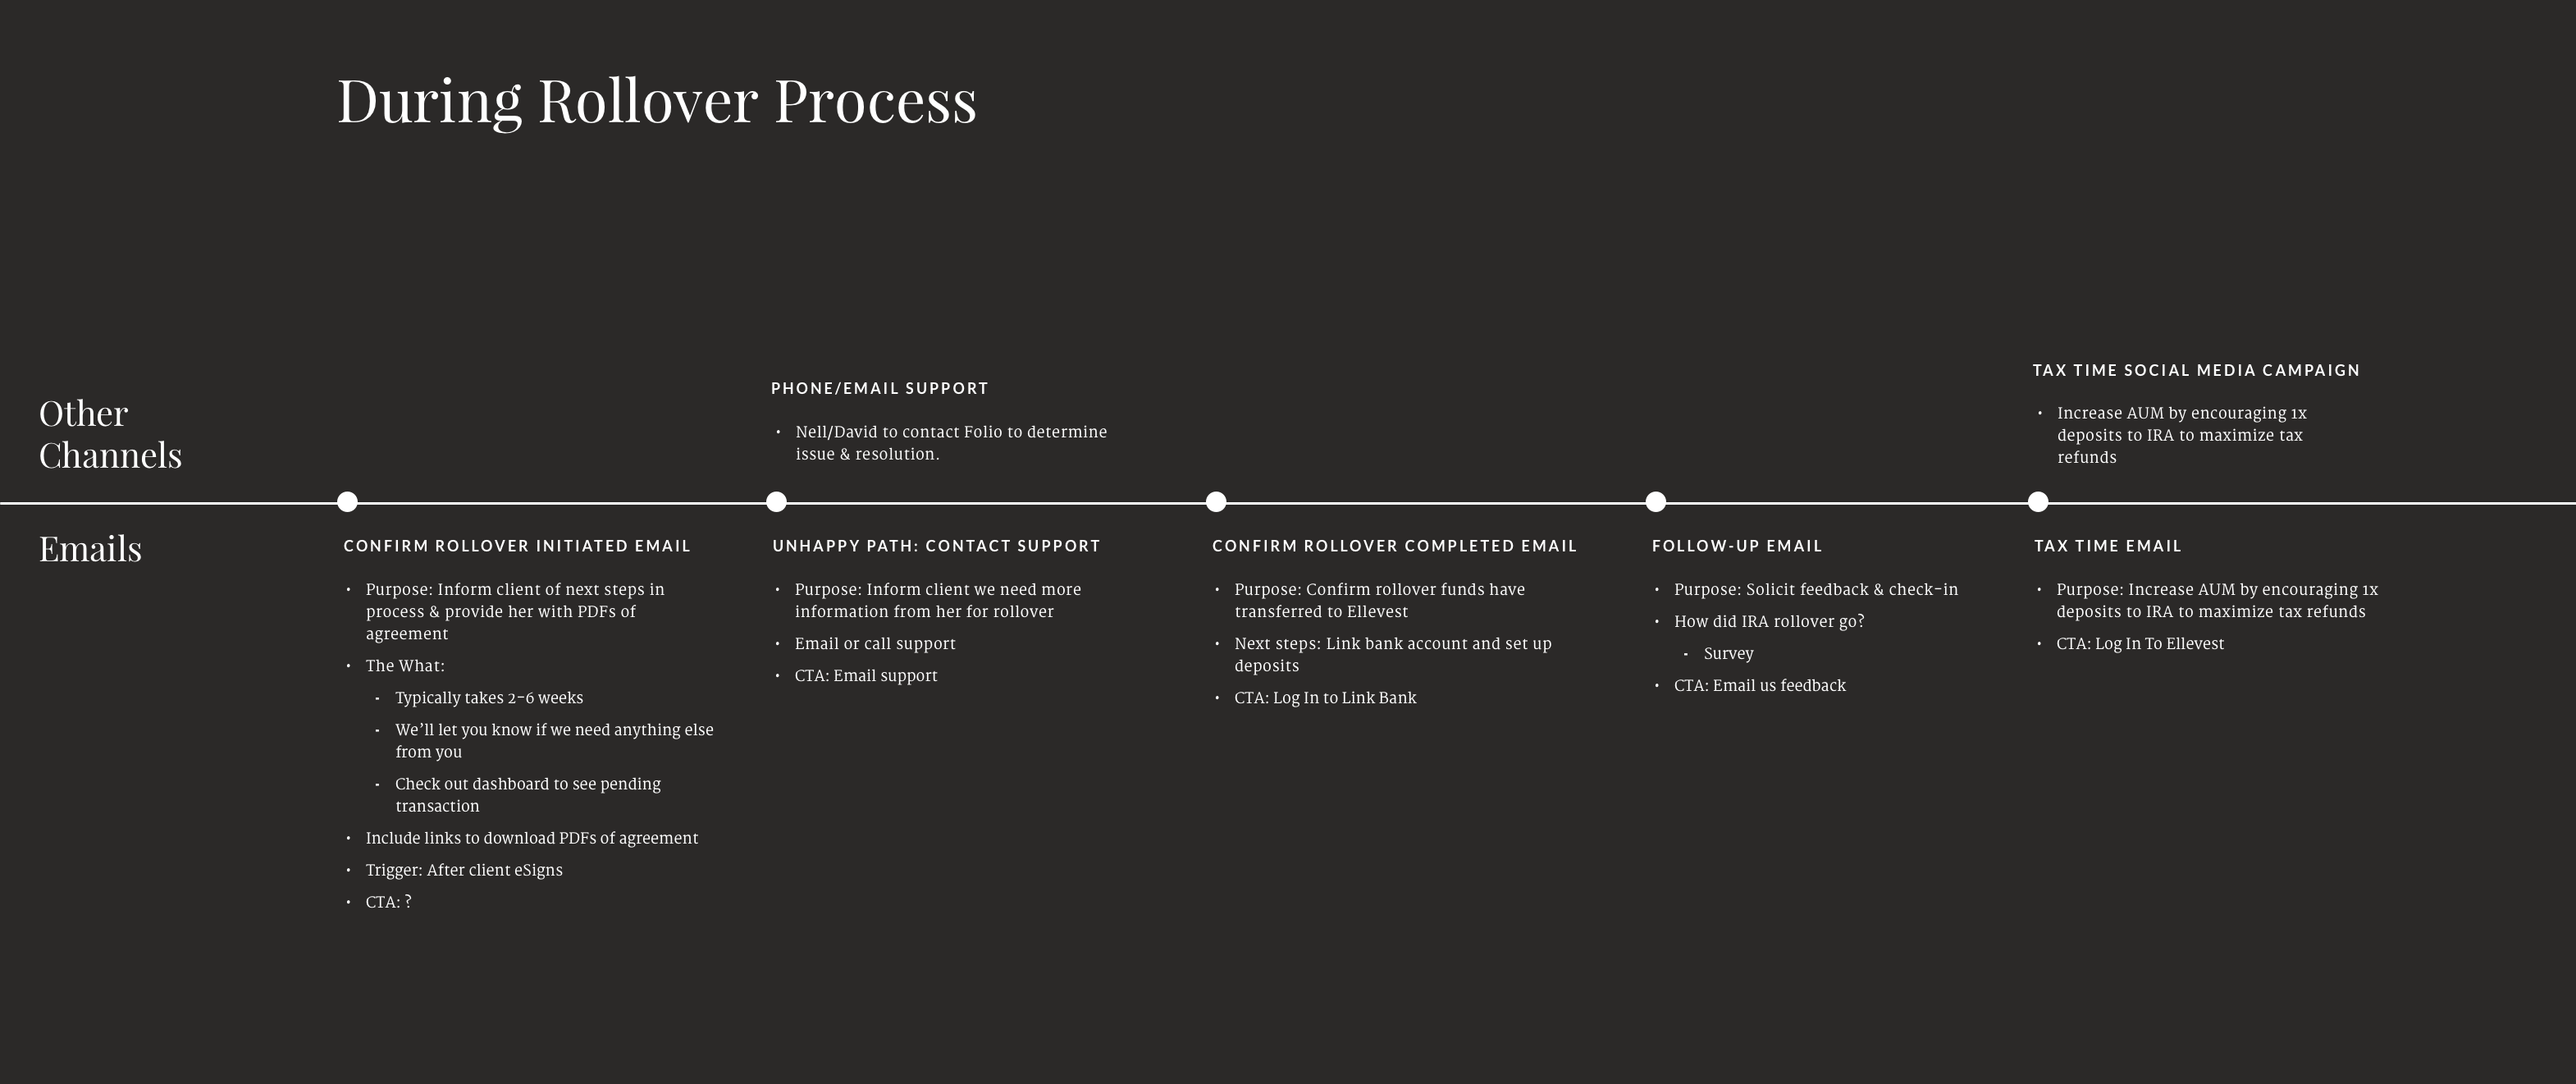 During Rollover Process
Other
Channels
PHONE/EMAIL SUPPORT
• Nell/David to contact Folio to determine
issue & resolution.
TAX TIME SOCIAL MEDIA CAMPAIGN
• Increase AUM by encouraging 1x
deposits to IRA to maximize tax
refunds
Emails
CONFIRM ROLLOVER INITIATED EMAIL
• Purpose: Inform client of next steps in
process & provide her with PDFs of
agreement
• The What:
- Typically takes 2-6 weeks
- We’ll let you know if we need anything else
from you
- Check out dashboard to see pending
transaction
• Include links to download PDFs of agreement
• Trigger: After client eSigns
• CTA: ?
UNHAPPY PATH: CONTACT SUPPORT
• Purpose: Inform client we need more
information from her for rollover
• Email or call support
• CTA: Email support
CONFIRM ROLLOVER COMPLETED EMAIL
• Purpose: Confirm rollover funds have
transferred to Ellevest
• Next steps: Link bank account and set up
deposits
• CTA: Log In to Link Bank
FOLLOW-UP EMAIL
• Purpose: Solicit feedback & check-in
• How did IRA rollover go?
- Survey
• CTA: Email us feedback
TAX TIME EMAIL
• Purpose: Increase AUM by encouraging 1x
deposits to IRA to maximize tax refunds
• CTA: Log In To Ellevest